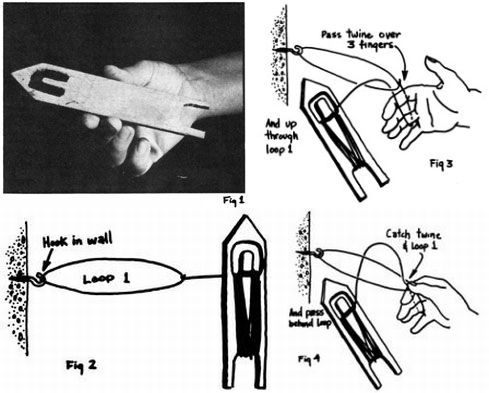 Fig 1
Hook in wall
Loop 1
Fig 2
Pass twine over
3 fingers
And up
through
loop 1
Fig 3
Catch twine
& Loop 1
And pass
behind loop
Fig 4